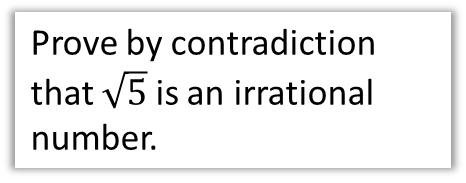 Prove by contradiction
that √5 is an irrational
number.